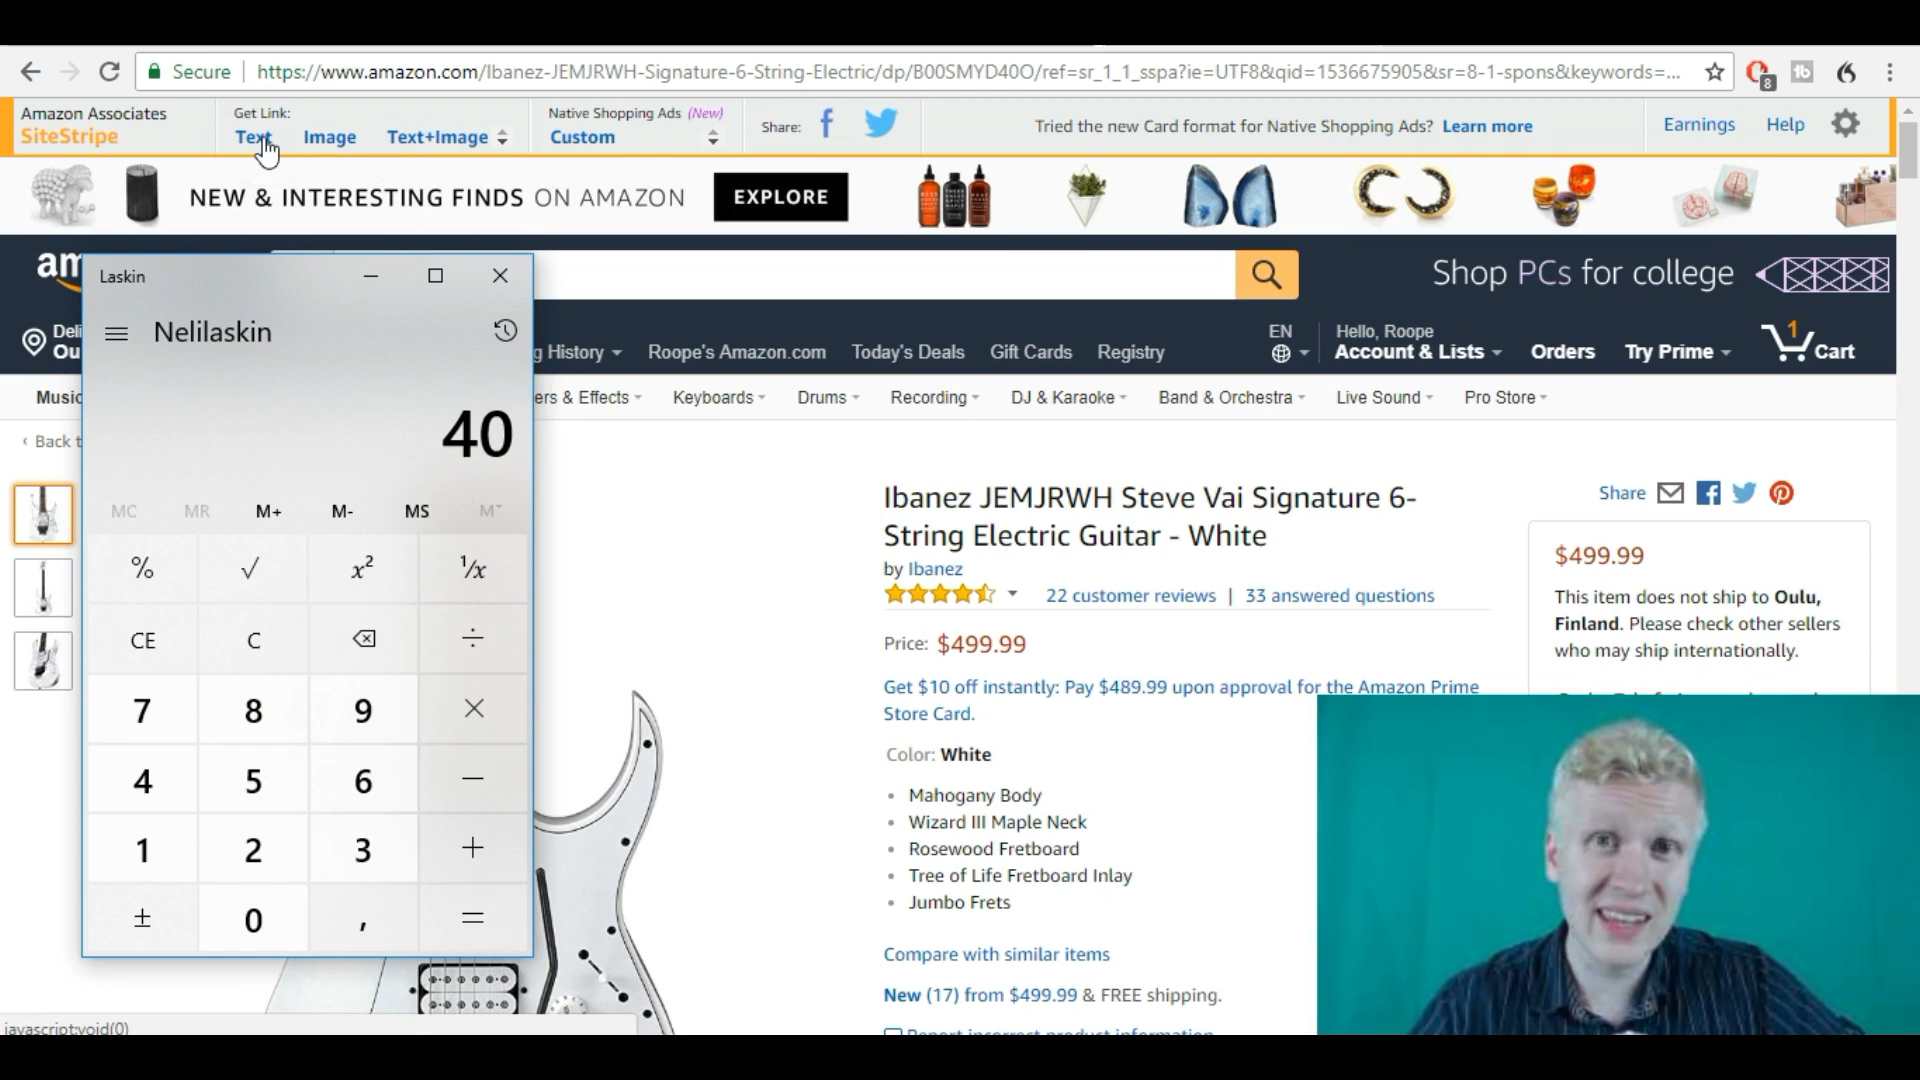 Secure https://www.amazon.com/Ibanez-JEMJRWH-Signature-6-String-Electric/dp/B00SMYD40O/ref=sr_1_1_sspa?ie=UTF8&qid=1536675905&sr=8-1-spons&keywords=...
8
Amazon Associates
SiteStripe
Get Link:
Text Image Text+Image
Native Shopping Ads (New)
Custom
Share:
Tried the new Card format for Native Shopping Ads? Learn more
Earnings Help
NEW & INTERESTING FINDS ON AMAZON EXPLORE
am
Shop PCs for college
Deli
Ou
g History
Roope's Amazon.com Today's Deals Gift Cards Registry
EN
Hello, Roope
Account & Lists
Orders Try Prime
1
Cart
Music
ers & Effects Keyboards Drums Recording DJ & Karaoke Band & Orchestra Live Sound Pro Store
‹ Back t
Laskin
Nelilaskin
40
MC MR M+ M- MS M˅
% √ x² ¹/x
CE C ÷
7 8 9 ×
4 5 6 −
1 2 3 +
± 0 , =
Ibanez JEMJRWH Steve Vai Signature 6-
String Electric Guitar - White
by Ibanez
22 customer reviews | 33 answered questions
Price: $499.99
Get $10 off instantly: Pay $489.99 upon approval for the Amazon Prime
Store Card.
Color: White
• Mahogany Body
• Wizard III Maple Neck
• Rosewood Fretboard
• Tree of Life Fretboard Inlay
• Jumbo Frets
Compare with similar items
New (17) from $499.99 & FREE shipping.
Report incorrect product information
Share
$499.99
This item does not ship to Oulu,
Finland. Please check other sellers
who may ship internationally.
javascript:void(0)